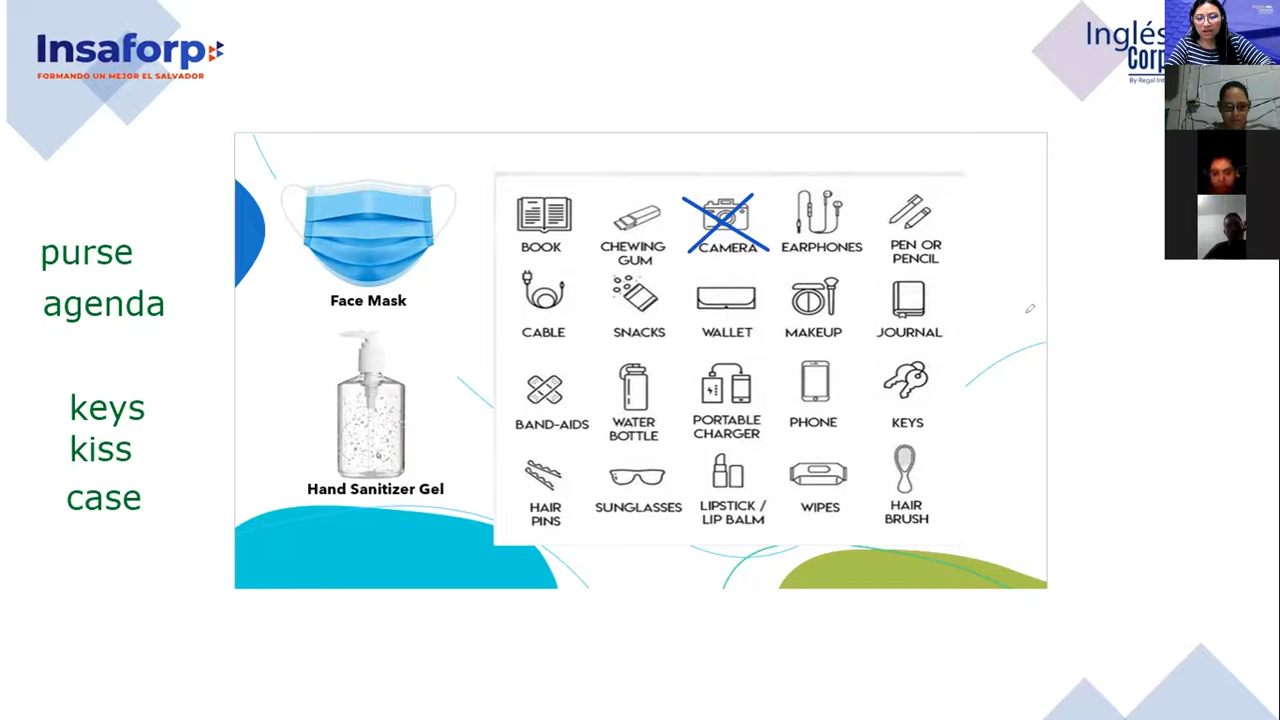 Insaforp
FORMANDO UN MEJOR EL SALVADOR
Inglés
Corp
purse
agenda
keys
kiss
case
Face Mask
Hand Sanitizer Gel
BOOK
CHEWING
GUM
CAMERA
EARPHONES
PEN OR
PENCIL
CABLE
SNACKS
WALLET
MAKEUP
JOURNAL
BAND-AIDS
WATER
BOTTLE
PORTABLE
CHARGER
PHONE
KEYS
HAIR
PINS
SUNGLASSES
LIPSTICK /
LIP BALM
WIPES
HAIR
BRUSH